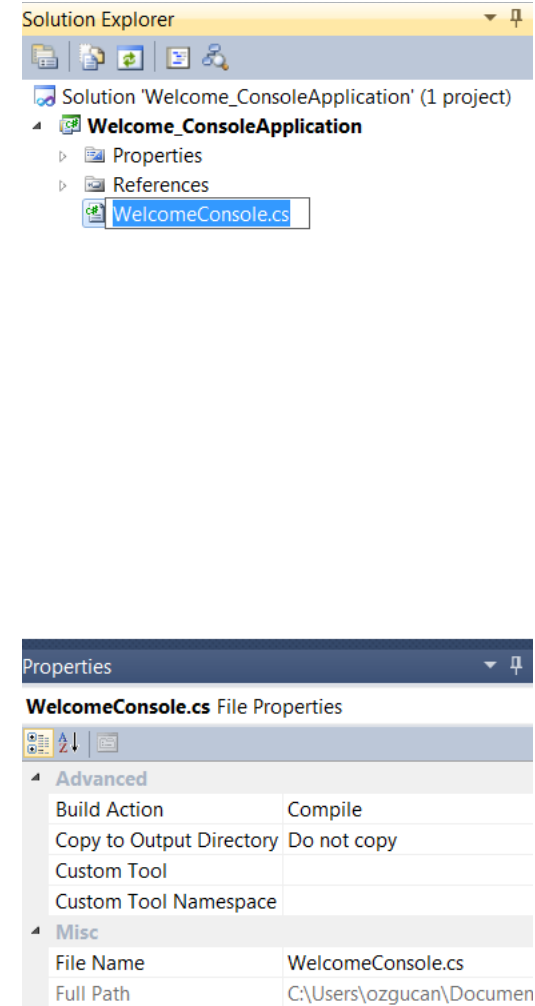 Solution Explorer
Solution 'Welcome_ConsoleApplication' (1 project)
Welcome_ConsoleApplication
Properties
References
WelcomeConsole.cs
Properties
WelcomeConsole.cs File Properties
Advanced
Build Action Compile
Copy to Output Directory Do not copy
Custom Tool
Custom Tool Namespace
Misc
File Name WelcomeConsole.cs
Full Path C:\Users\ozgucan\Documen